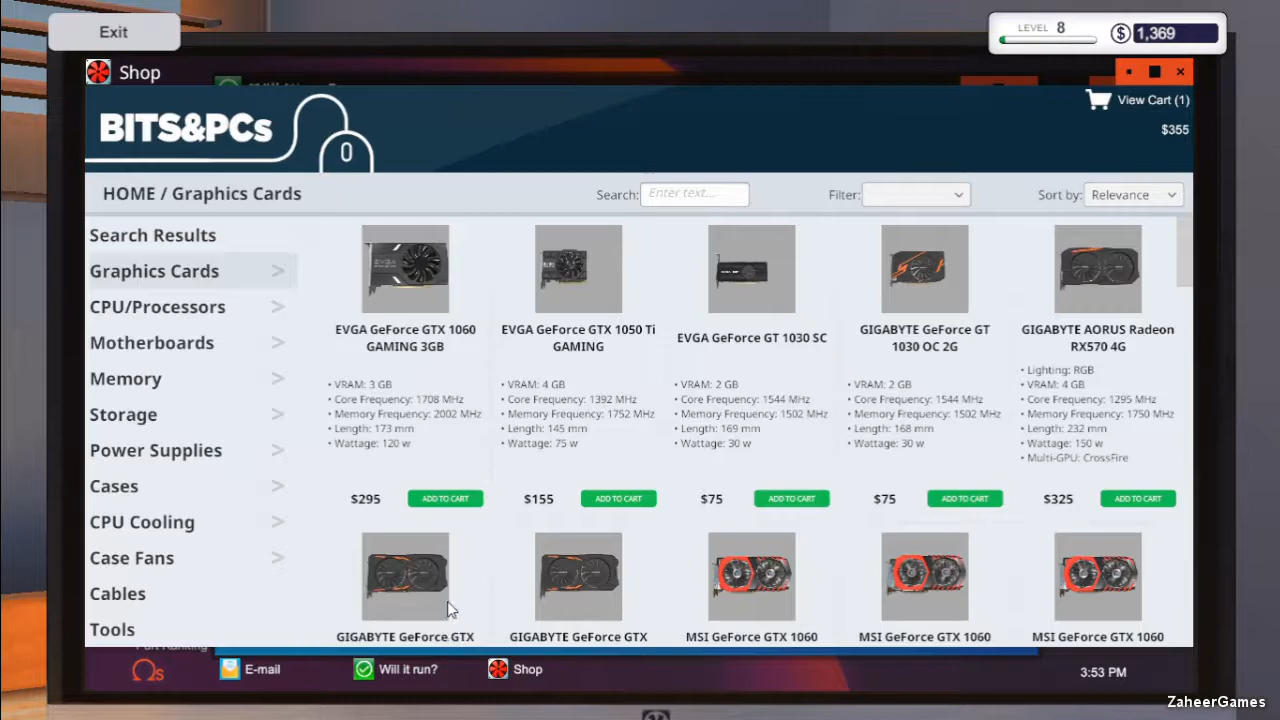 Exit
LEVEL 8
$ 1,369
Shop
BITS&PCs
View Cart (1)
$355
HOME / Graphics Cards
Search: Enter text...
Filter:
Sort by: Relevance
Search Results
Graphics Cards >
CPU/Processors >
Motherboards >
Memory >
Storage >
Power Supplies >
Cases >
CPU Cooling >
Case Fans >
Cables
Tools
EVGA GeForce GTX 1060
GAMING 3GB
• VRAM: 3 GB
• Core Frequency: 1708 MHz
• Memory Frequency: 2002 MHz
• Length: 173 mm
• Wattage: 120 w
$295 ADD TO CART
EVGA GeForce GTX 1050 Ti
GAMING
• VRAM: 4 GB
• Core Frequency: 1392 MHz
• Memory Frequency: 1752 MHz
• Length: 145 mm
• Wattage: 75 w
$155 ADD TO CART
EVGA GeForce GT 1030 SC
• VRAM: 2 GB
• Core Frequency: 1544 MHz
• Memory Frequency: 1502 MHz
• Length: 169 mm
• Wattage: 30 w
$75 ADD TO CART
GIGABYTE GeForce GT
1030 OC 2G
• VRAM: 2 GB
• Core Frequency: 1544 MHz
• Memory Frequency: 1502 MHz
• Length: 168 mm
• Wattage: 30 w
$75 ADD TO CART
GIGABYTE AORUS Radeon
RX570 4G
• Lighting: RGB
• VRAM: 4 GB
• Core Frequency: 1295 MHz
• Memory Frequency: 1750 MHz
• Length: 232 mm
• Wattage: 150 w
• Multi-GPU: CrossFire
$325 ADD TO CART
GIGABYTE GeForce GTX
GIGABYTE GeForce GTX
MSI GeForce GTX 1060
MSI GeForce GTX 1060
MSI GeForce GTX 1060
Part Ranking
Ωs
E-mail
Will it run?
Shop
3:53 PM
ZaheerGames